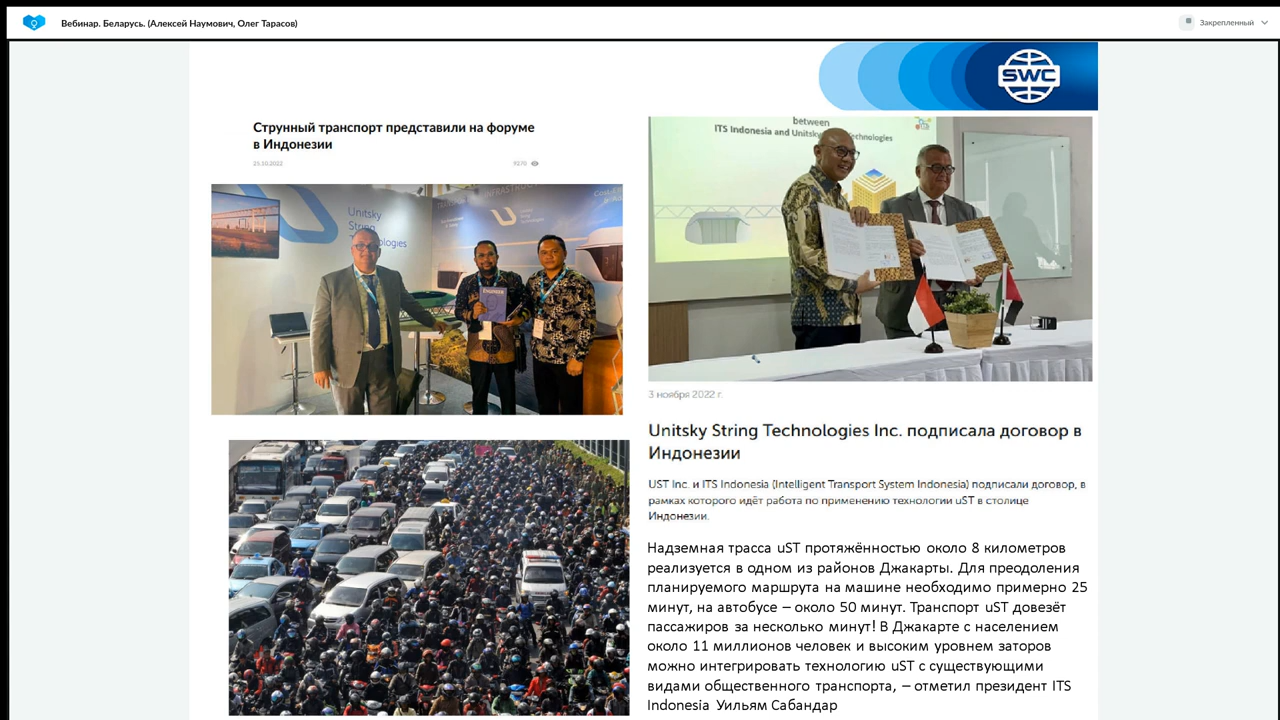 Вебинар. Беларусь. (Алексей Наумович, Олег Тарасов)
Закрепленный
SWC
Струнный транспорт представили на форуме
в Индонезии
25.10.2022
9270
Unitsky
String
Technologies
Unitsky
String
Technologies
Engineer
between
ITS Indonesia and Unitsky Technologies
3 ноября 2022 г.
Unitsky String Technologies Inc. подписала договор в
Индонезии
UST Inc. и ITS Indonesia (Intelligent Transport System Indonesia) подписали договор, в
рамках которого идёт работа по применению технологии uST в столице
Индонезии.
Надземная трасса uST протяжённостью около 8 километров
реализуется в одном из районов Джакарты. Для преодоления
планируемого маршрута на машине необходимо примерно 25
минут, на автобусе – около 50 минут. Транспорт uST довезёт
пассажиров за несколько минут! В Джакарте с населением
около 11 миллионов человек и высоким уровнем заторов
можно интегрировать технологию uST с существующими
видами общественного транспорта, – отметил президент ITS
Indonesia Уильям Сабандар